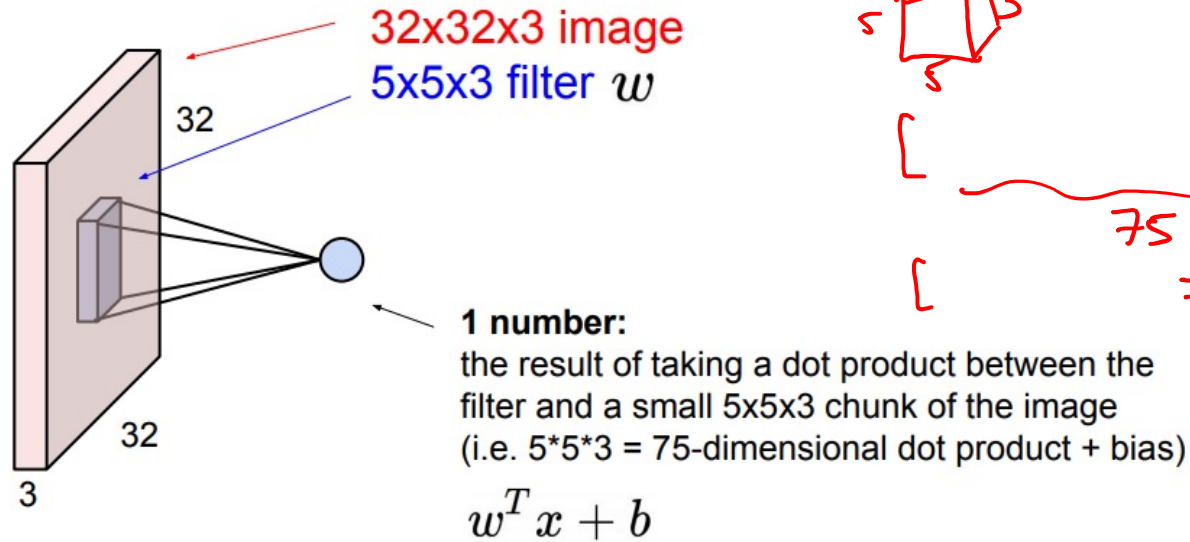 32x32x3 image
5x5x3 filter w
32
32
3
1 number:
the result of taking a dot product between the
filter and a small 5x5x3 chunk of the image
(i.e. 5*5*3 = 75-dimensional dot product + bias)
w^T x + b
5
5
3
[
75
[